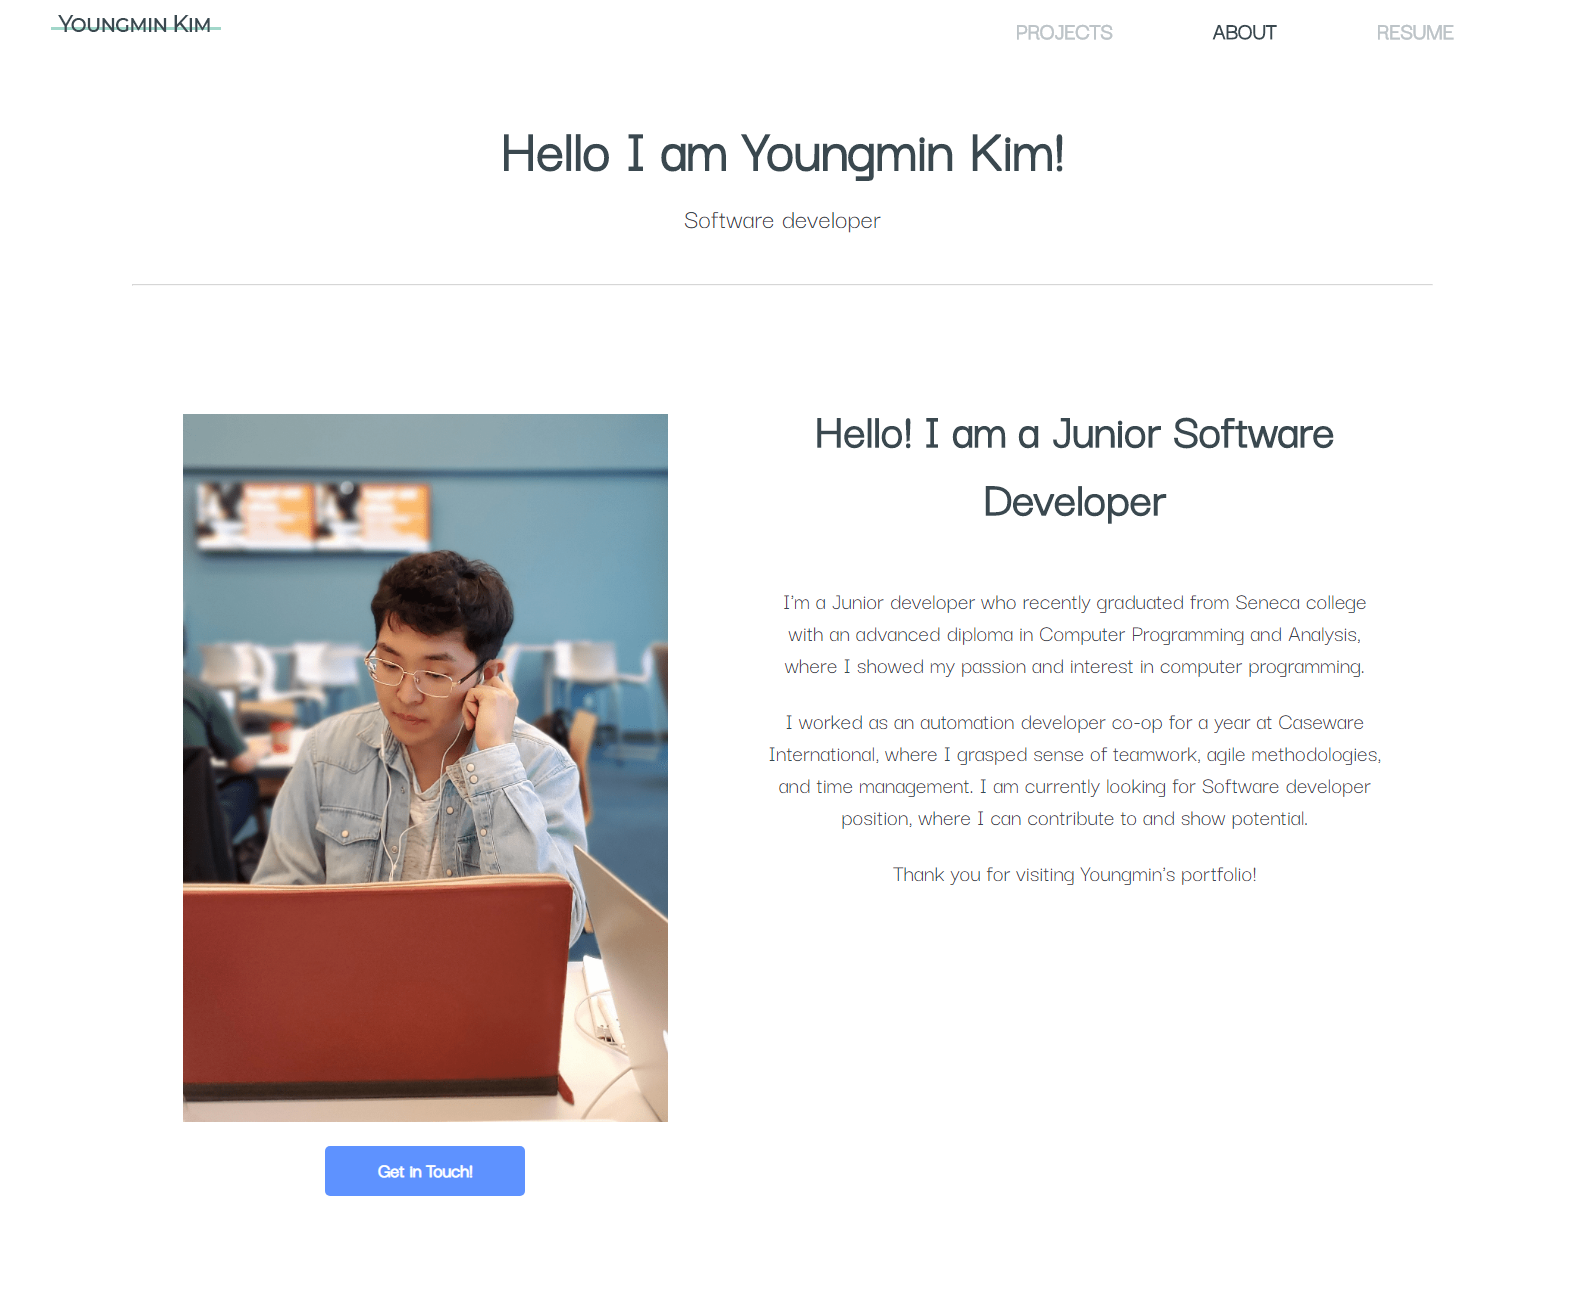 YOUNGMIN KIM
PROJECTS ABOUT RESUME
Hello I am Youngmin Kim!
Software developer
Hello! I am a Junior Software
Developer
I'm a Junior developer who recently graduated from Seneca college
with an advanced diploma in Computer Programming and Analysis,
where I showed my passion and interest in computer programming.
I worked as an automation developer co-op for a year at Caseware
International, where I grasped sense of teamwork, agile methodologies,
and time management. I am currently looking for Software developer
position, where I can contribute to and show potential.
Thank you for visiting Youngmin's portfolio!
Get In Touch!